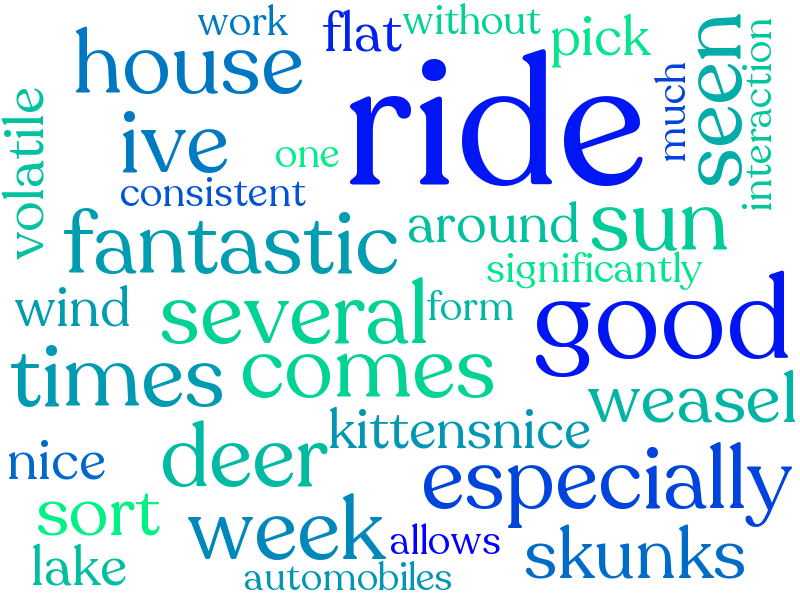 work
flat
without
pick
house
ride
much
seen
interaction
volatile
ive
one
consistent
fantastic
around
sun
significantly
wind
several
form
good
times
comes
weasel
nice
deer
kittensnice
especially
sort
week
allows
skunks
lake
automobiles